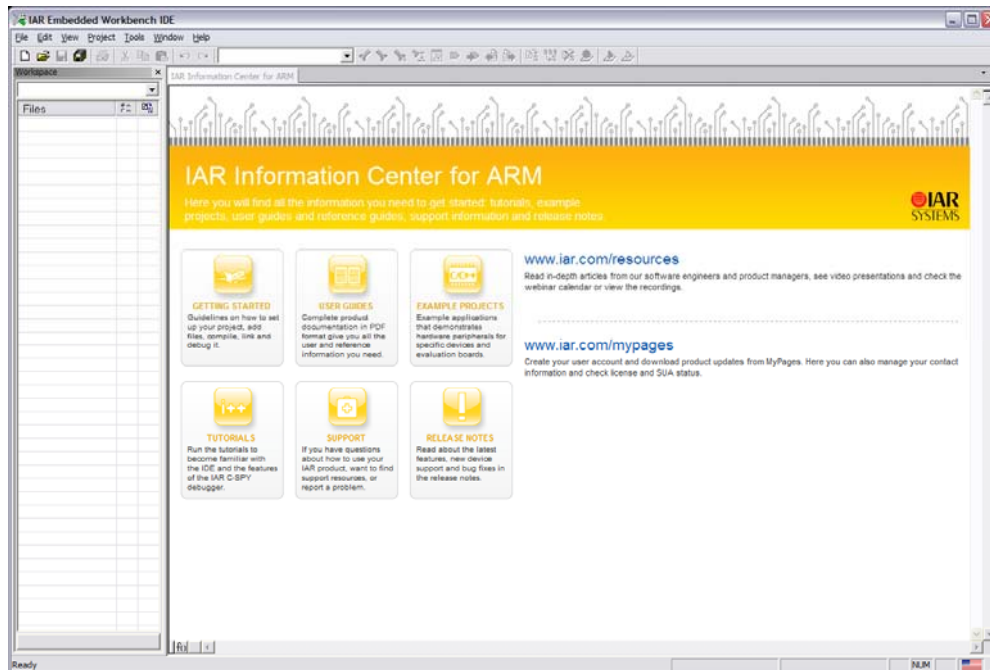 IAR Embedded Workbench IDE
File Edit View Project Tools Window Help
Workspace
IAR Information Center for ARM
Files
IAR Information Center for ARM
Here you will find all the information you need to get started: tutorials, example
projects, user guides and reference guides, support information and release notes.
IAR
SYSTEMS
GETTING STARTED
Guidelines on how to set
up your project, add
files, compile, link and
debug it.
USER GUIDES
Complete product
documentation in PDF
format give you all the
user and reference
information you need.
EXAMPLE PROJECTS
Example applications
that demonstrates
hardware peripherals for
specific devices and
evaluation boards.
www.iar.com/resources
Read in-depth articles from our software engineers and product managers, see video presentations and check the
webinar calendar or view the recordings.
www.iar.com/mypages
Create your user account and download product updates from MyPages. Here you can also manage your contact
information and check license and SUA status.
i++
TUTORIALS
Run the tutorials to
become familiar with
the IDE and the features
of the IAR C-SPY
debugger.
SUPPORT
If you have questions
about how to use your
IAR product, want to find
support resources, or
report a problem.
RELEASE NOTES
Read about the latest
features, new device
support and bug fixes in
the release notes.
Ready
NUM